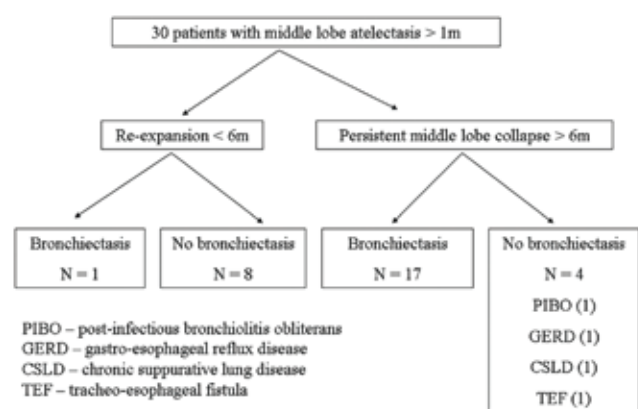 30 patients with middle lobe atelectasis > 1m
Re-expansion < 6m
Persistent middle lobe collapse > 6m
Bronchiectasis
N = 1
No bronchiectasis
N = 8
Bronchiectasis
N = 17
No bronchiectasis
N = 4
PIBO (1)
GERD (1)
CSLD (1)
TEF (1)
PIBO – post-infectious bronchiolitis obliterans
GERD – gastro-esophageal reflux disease
CSLD – chronic suppurative lung disease
TEF – tracheo-esophageal fistula